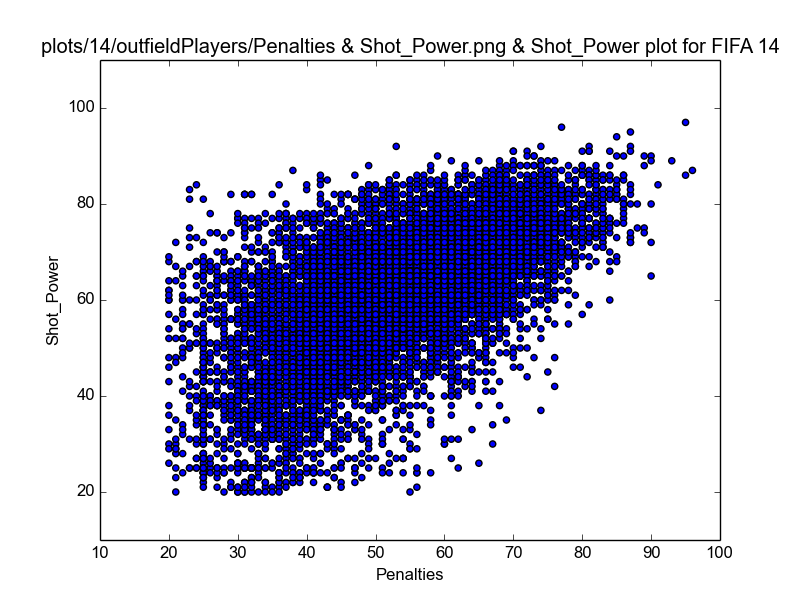 plots/14/outfieldPlayers/Penalties & Shot_Power.png & Shot_Power plot for FIFA 14
100
80
60
40
20
Shot_Power
10 20 30 40 50 60 70 80 90 100
Penalties